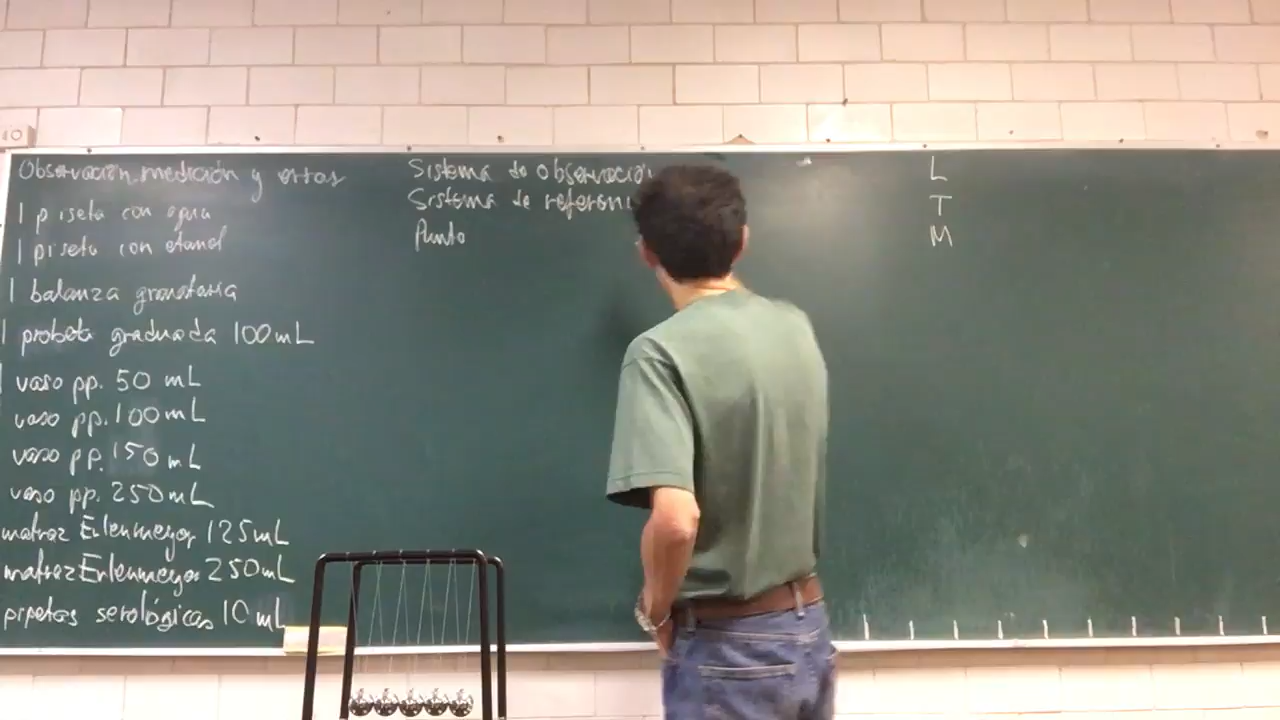 Observación, medición y
1 piseta con agua
1 piseta con etanol
1 balanza granataria
1 probeta graduada 100 mL
1 vaso pp. 50 mL
vaso pp. 100 mL
vaso pp. 150 mL
vaso pp. 250 mL
matraz Erlenmeyer 125 mL
matraz Erlenmeyer 250 mL
pipetas serológicas 10 mL
Sistema de observación
Sistema de referen
Punto
L
T
M